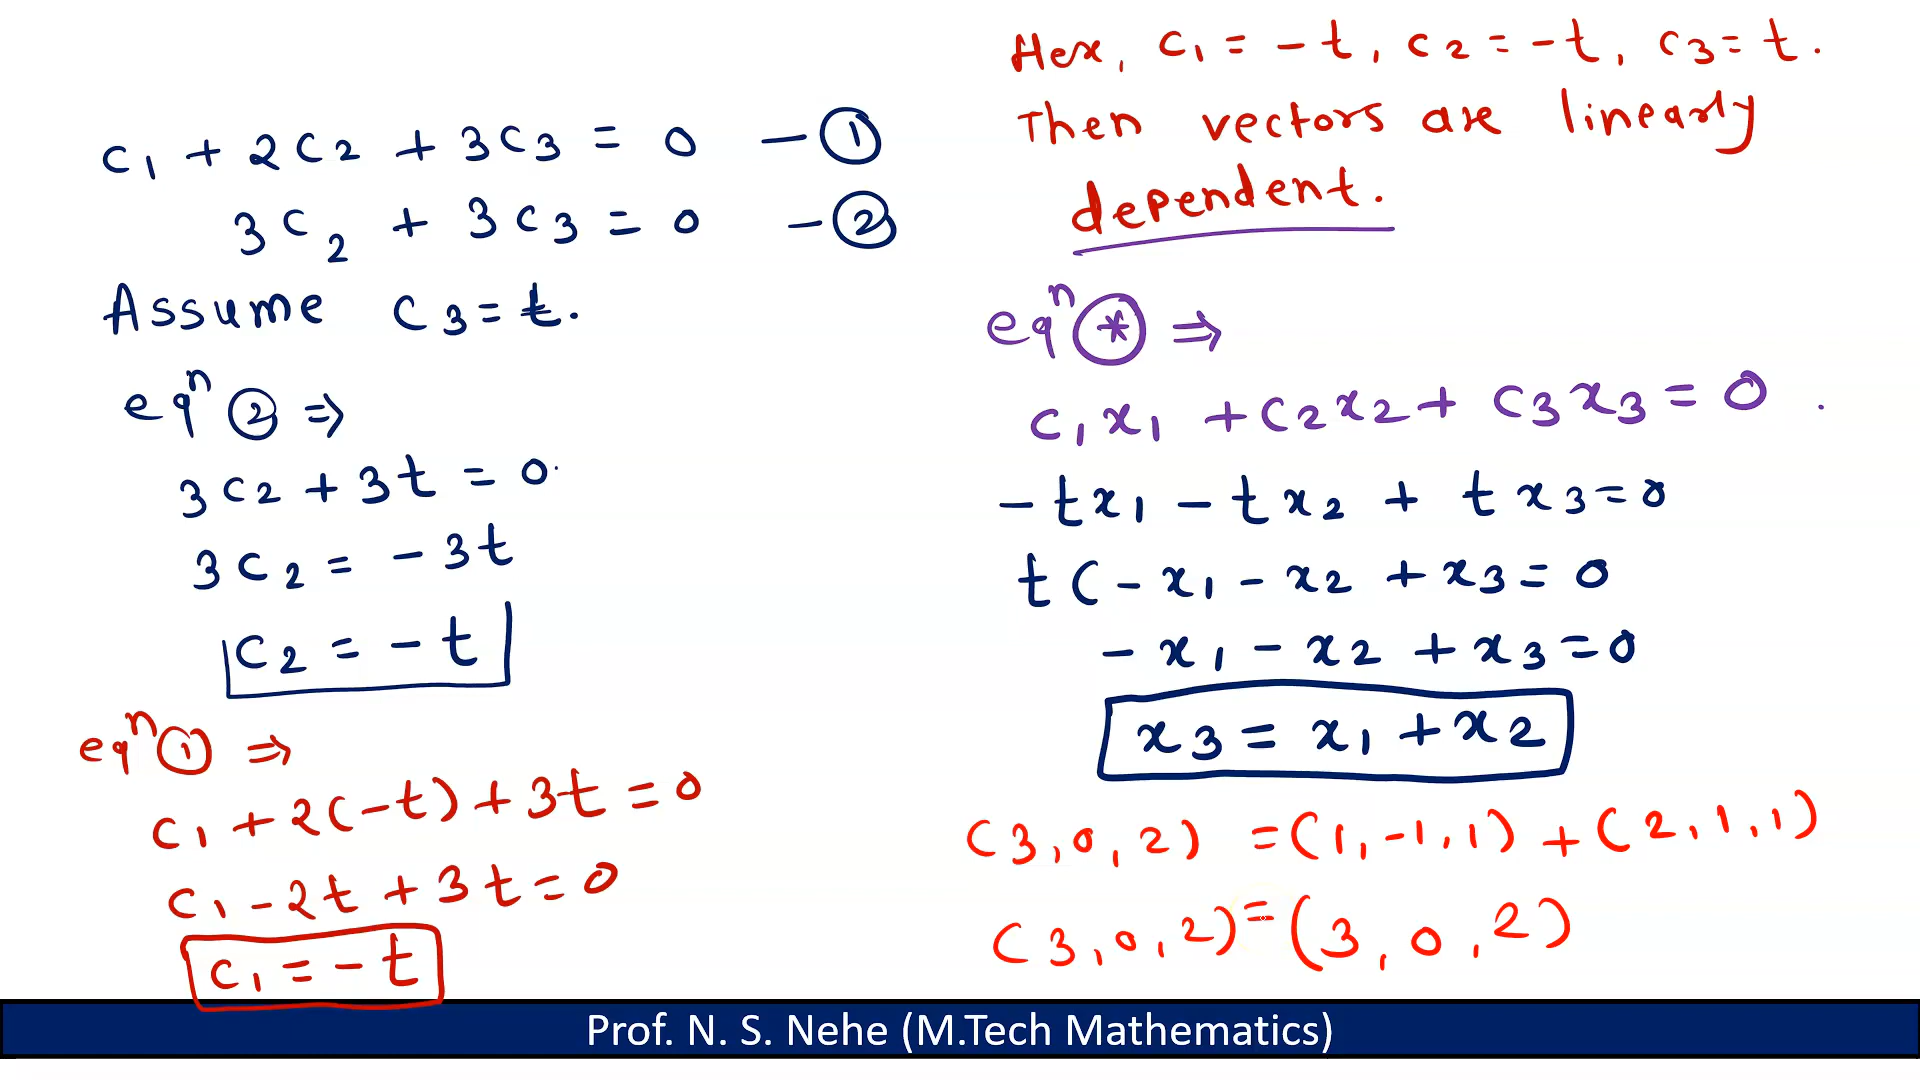 c₁ + 2c₂ + 3c₃ = 0 — ①
3c₂ + 3c₃ = 0 — ②
Assume c₃ = t.
eqⁿ ② ⇒
3c₂ + 3t = 0
3c₂ = -3t
c₂ = -t
eqⁿ ① ⇒
c₁ + 2(-t) + 3t = 0
c₁ - 2t + 3t = 0
c₁ = -t
Her, c₁ = -t, c₂ = -t, c₃ = t.
Then vectors are linearly
dependent.
eqⁿ (*) ⇒
c₁x₁ + c₂x₂ + c₃x₃ = 0
-tx₁ - tx₂ + tx₃ = 0
t(-x₁ - x₂ + x₃ = 0
-x₁ - x₂ + x₃ = 0
x₃ = x₁ + x₂
(3,0,2) = (1,-1,1) + (2,1,1)
(3,0,2) = (3,0,2)
Prof. N. S. Nehe (M.Tech Mathematics)